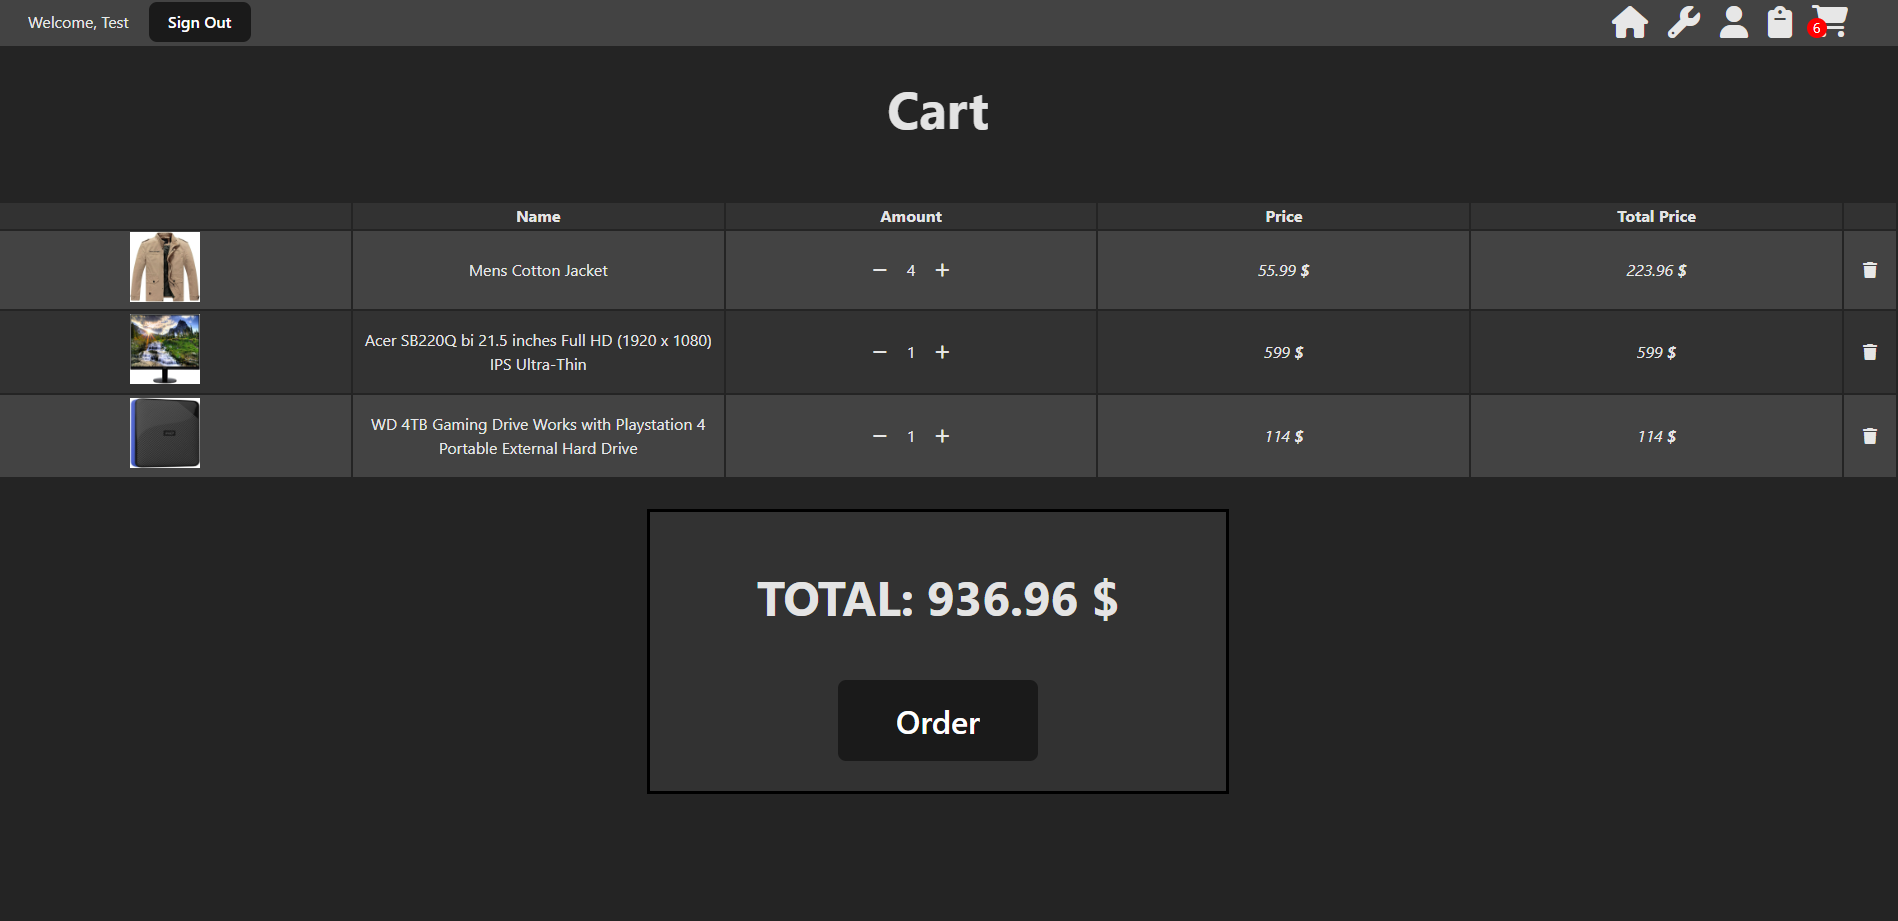 Welcome, Test
Sign Out
6
Cart
Name Amount Price Total Price
Mens Cotton Jacket 4 55.99 $ 223.96 $
Acer SB220Q bi 21.5 inches Full HD (1920 x 1080)
IPS Ultra-Thin 1 599 $ 599 $
WD 4TB Gaming Drive Works with Playstation 4
Portable External Hard Drive 1 114 $ 114 $
TOTAL: 936.96 $
Order